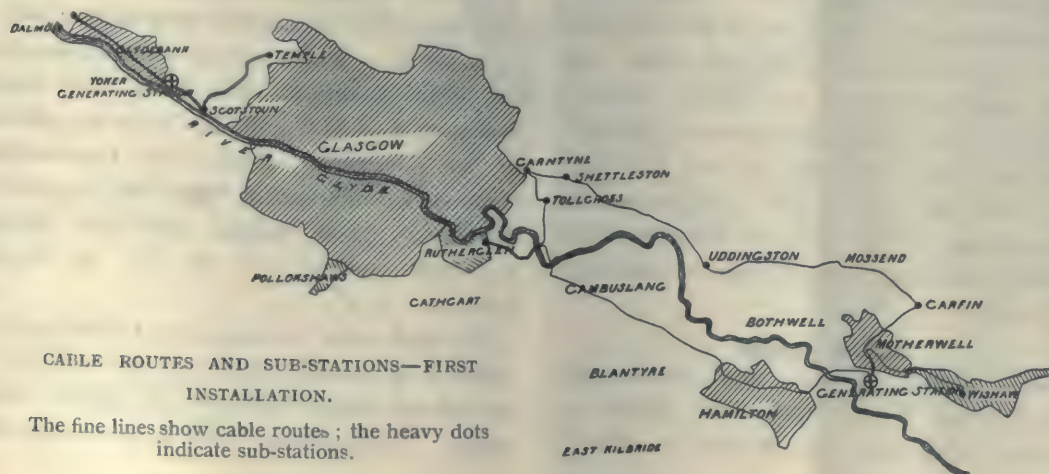 DALMUIR
CLYDEBANK
TEMPLE
YOKER
GENERATING STATION
SCOTSTOUN
RIVER
GLASGOW
CLYDE
CARNTYNE
SHETTLESTON
TOLLCROSS
RUTHERGLEN
UDDINGSTON
MOSSEND
POLLOKSHAWS
CAMBUSLANG
CATHCART
CARFIN
BOTHWELL
MOTHERWELL
CABLE ROUTES AND SUB-STATIONS—FIRST
INSTALLATION.
BLANTYRE
GENERATING STATION
WISHAW
HAMILTON
The fine lines show cable routes; the heavy dots
indicate sub-stations.
EAST KILBRIDE